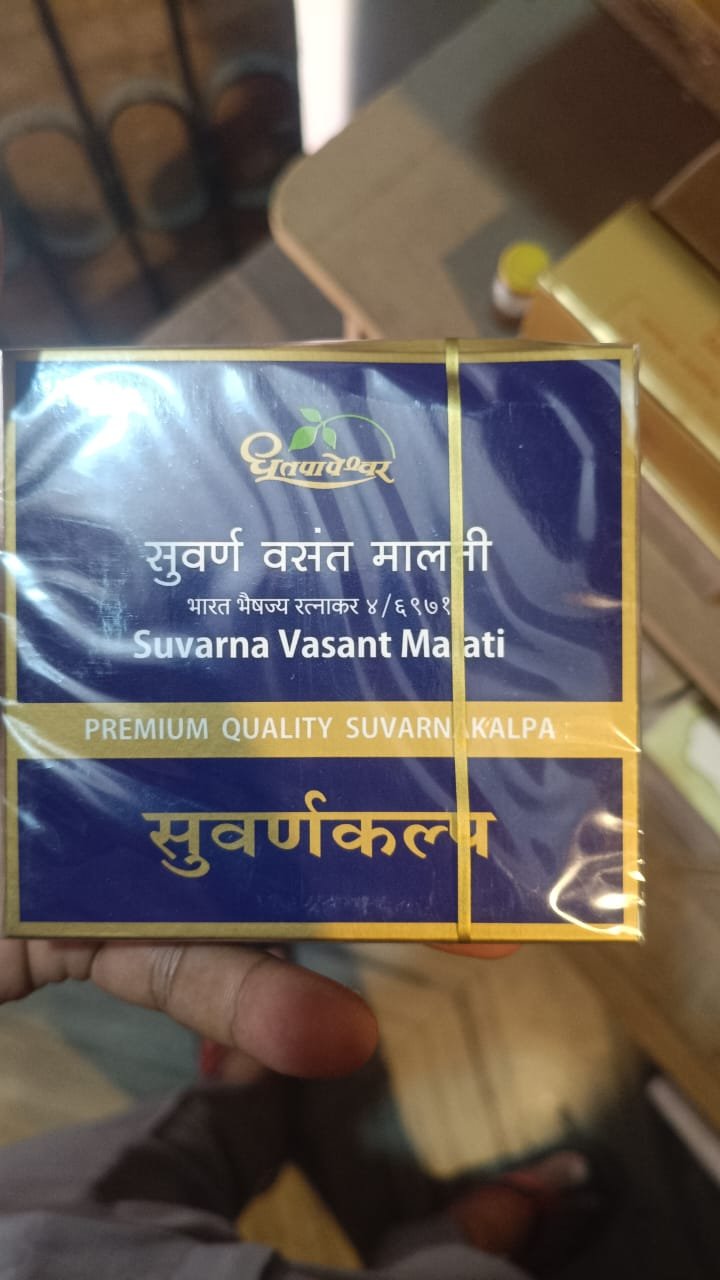 धूतपापेश्वर
सुवर्ण वसंत मालती
भारत भैषज्य रत्नाकर ४/६९७१
Suvarna Vasant Malati
PREMIUM QUALITY SUVARNAKALPA
सुवर्णकल्प